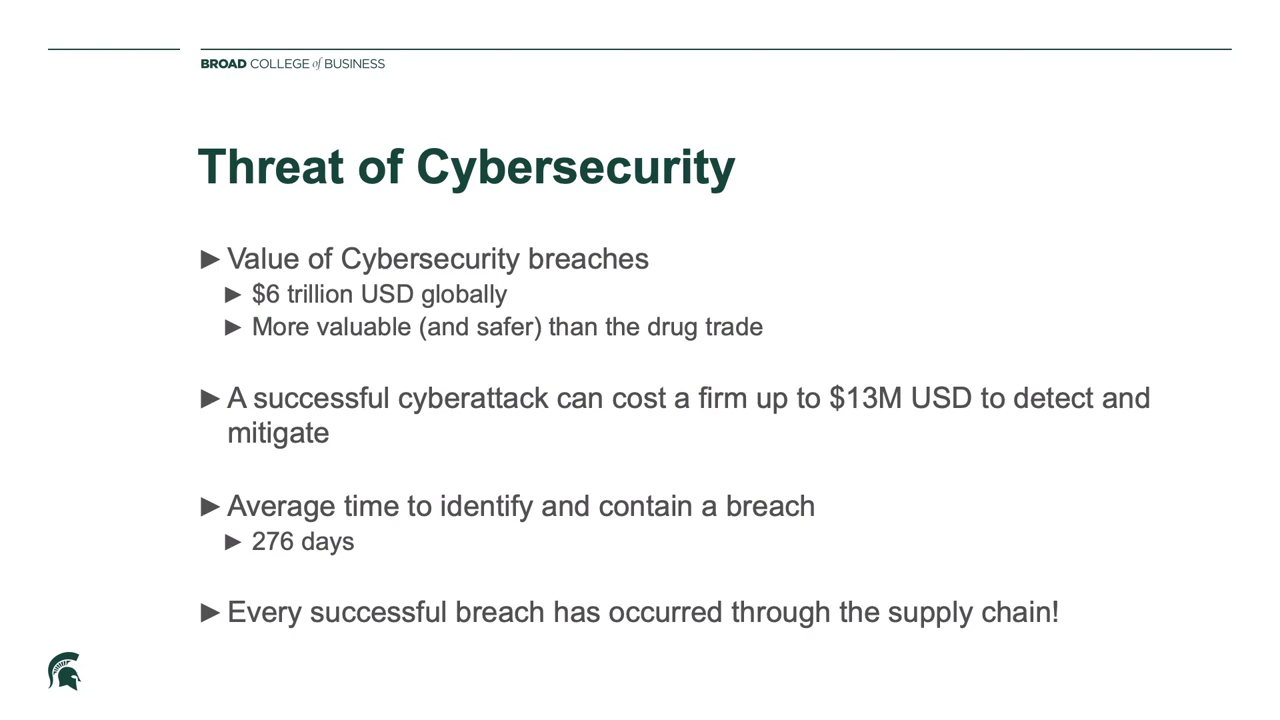 BROAD COLLEGE of BUSINESS
Threat of Cybersecurity
►Value of Cybersecurity breaches
► $6 trillion USD globally
► More valuable (and safer) than the drug trade
►A successful cyberattack can cost a firm up to $13M USD to detect and
mitigate
►Average time to identify and contain a breach
► 276 days
►Every successful breach has occurred through the supply chain!